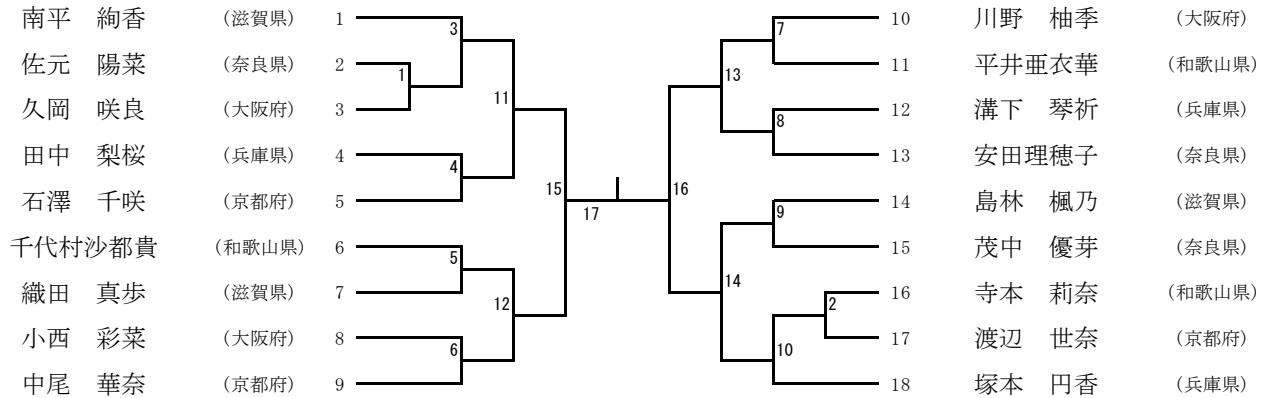 南平　絢香　(滋賀県)　1　3　7　10　川野　柚季　(大阪府)
佐元　陽菜　(奈良県)　2　1　13　11　平井亜衣華　(和歌山県)
久岡　咲良　(大阪府)　3　11　8　12　溝下　琴祈　(兵庫県)
田中　梨桜　(兵庫県)　4　4　13　安田理穂子　(奈良県)
石澤　千咲　(京都府)　5　15　17　16　9　14　島林　楓乃　(滋賀県)
千代村沙都貴　(和歌山県)　6　5　15　茂中　優芽　(奈良県)
織田　真歩　(滋賀県)　7　12　14　2　16　寺本　莉奈　(和歌山県)
小西　彩菜　(大阪府)　8　6　10　17　渡辺　世奈　(京都府)
中尾　華奈　(京都府)　9　18　塚本　円香　(兵庫県)